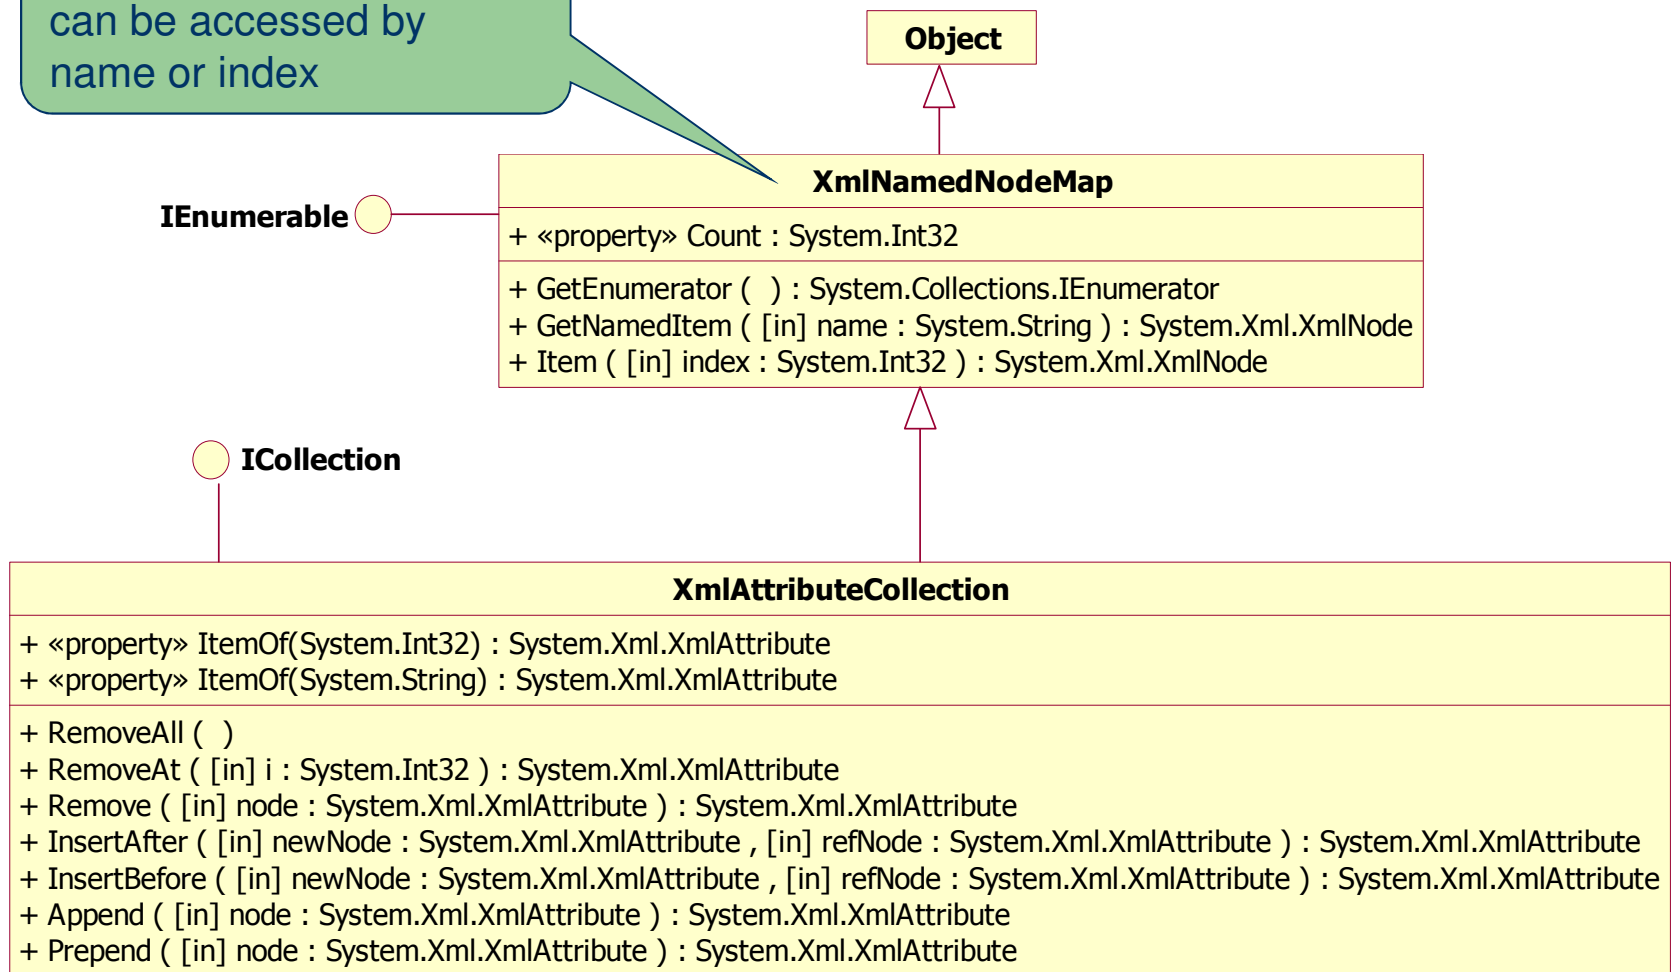 can be accessed by
name or index
Object
XmlNamedNodeMap
IEnumerable
+ «property» Count : System.Int32
+ GetEnumerator ( ) : System.Collections.IEnumerator
+ GetNamedItem ( [in] name : System.String ) : System.Xml.XmlNode
+ Item ( [in] index : System.Int32 ) : System.Xml.XmlNode
ICollection
XmlAttributeCollection
+ «property» ItemOf(System.Int32) : System.Xml.XmlAttribute
+ «property» ItemOf(System.String) : System.Xml.XmlAttribute
+ RemoveAll ( )
+ RemoveAt ( [in] i : System.Int32 ) : System.Xml.XmlAttribute
+ Remove ( [in] node : System.Xml.XmlAttribute ) : System.Xml.XmlAttribute
+ InsertAfter ( [in] newNode : System.Xml.XmlAttribute , [in] refNode : System.Xml.XmlAttribute ) : System.Xml.XmlAttribute
+ InsertBefore ( [in] newNode : System.Xml.XmlAttribute , [in] refNode : System.Xml.XmlAttribute ) : System.Xml.XmlAttribute
+ Append ( [in] node : System.Xml.XmlAttribute ) : System.Xml.XmlAttribute
+ Prepend ( [in] node : System.Xml.XmlAttribute ) : System.Xml.XmlAttribute